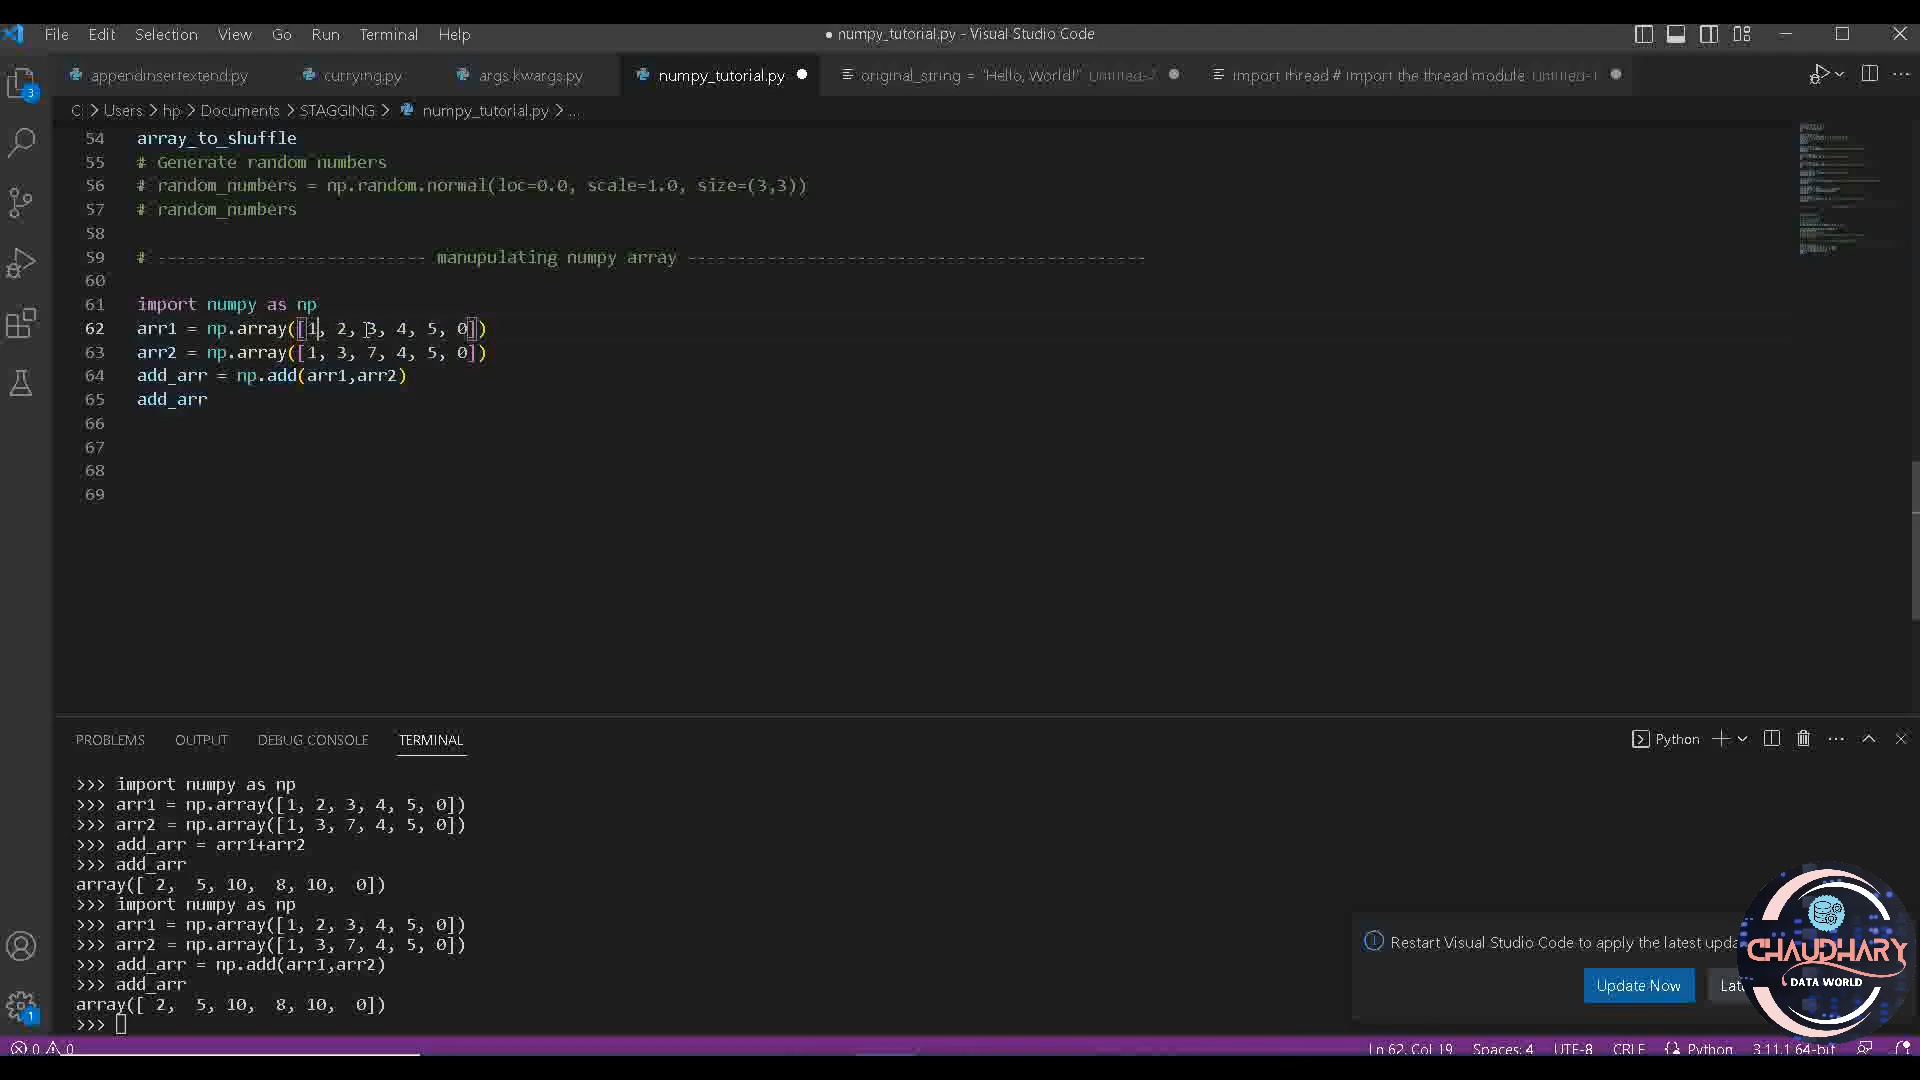 File Edit Selection View Go Run Terminal Help
● numpy_tutorial.py - Visual Studio Code
appendinsertextend.py currying.py args kwargs.py numpy_tutorial.py ● original_string = "Hello, World!" Untitled-2 ● import thread # import the thread module Untitled-1 ●
C: > Users > hp > Documents > STAGGING > numpy_tutorial.py > ...
54 array_to_shuffle
55 # Generate random numbers
56 # random_numbers = np.random.normal(loc=0.0, scale=1.0, size=(3,3))
57 # random_numbers
58
59 # --------------------------- manupulating numpy array ----------------------------------------------
60
61 import numpy as np
62 arr1 = np.array([1, 2, 3, 4, 5, 0])
63 arr2 = np.array([1, 3, 7, 4, 5, 0])
64 add_arr = np.add(arr1,arr2)
65 add_arr
66
67
68
69
PROBLEMS OUTPUT DEBUG CONSOLE TERMINAL
Python
>>> import numpy as np
>>> arr1 = np.array([1, 2, 3, 4, 5, 0])
>>> arr2 = np.array([1, 3, 7, 4, 5, 0])
>>> add_arr = arr1+arr2
>>> add_arr
array([ 2,  5, 10,  8, 10,  0])
>>> import numpy as np
>>> arr1 = np.array([1, 2, 3, 4, 5, 0])
>>> arr2 = np.array([1, 3, 7, 4, 5, 0])
>>> add_arr = np.add(arr1,arr2)
>>> add_arr
array([ 2,  5, 10,  8, 10,  0])
>>>
3
1
Restart Visual Studio Code to apply the latest
Update Now
CHAUDHARY
DATA WORLD
0 0
Ln 62, Col 19 Spaces: 4 UTF-8 CRLF Python 3.11.1 64-bit